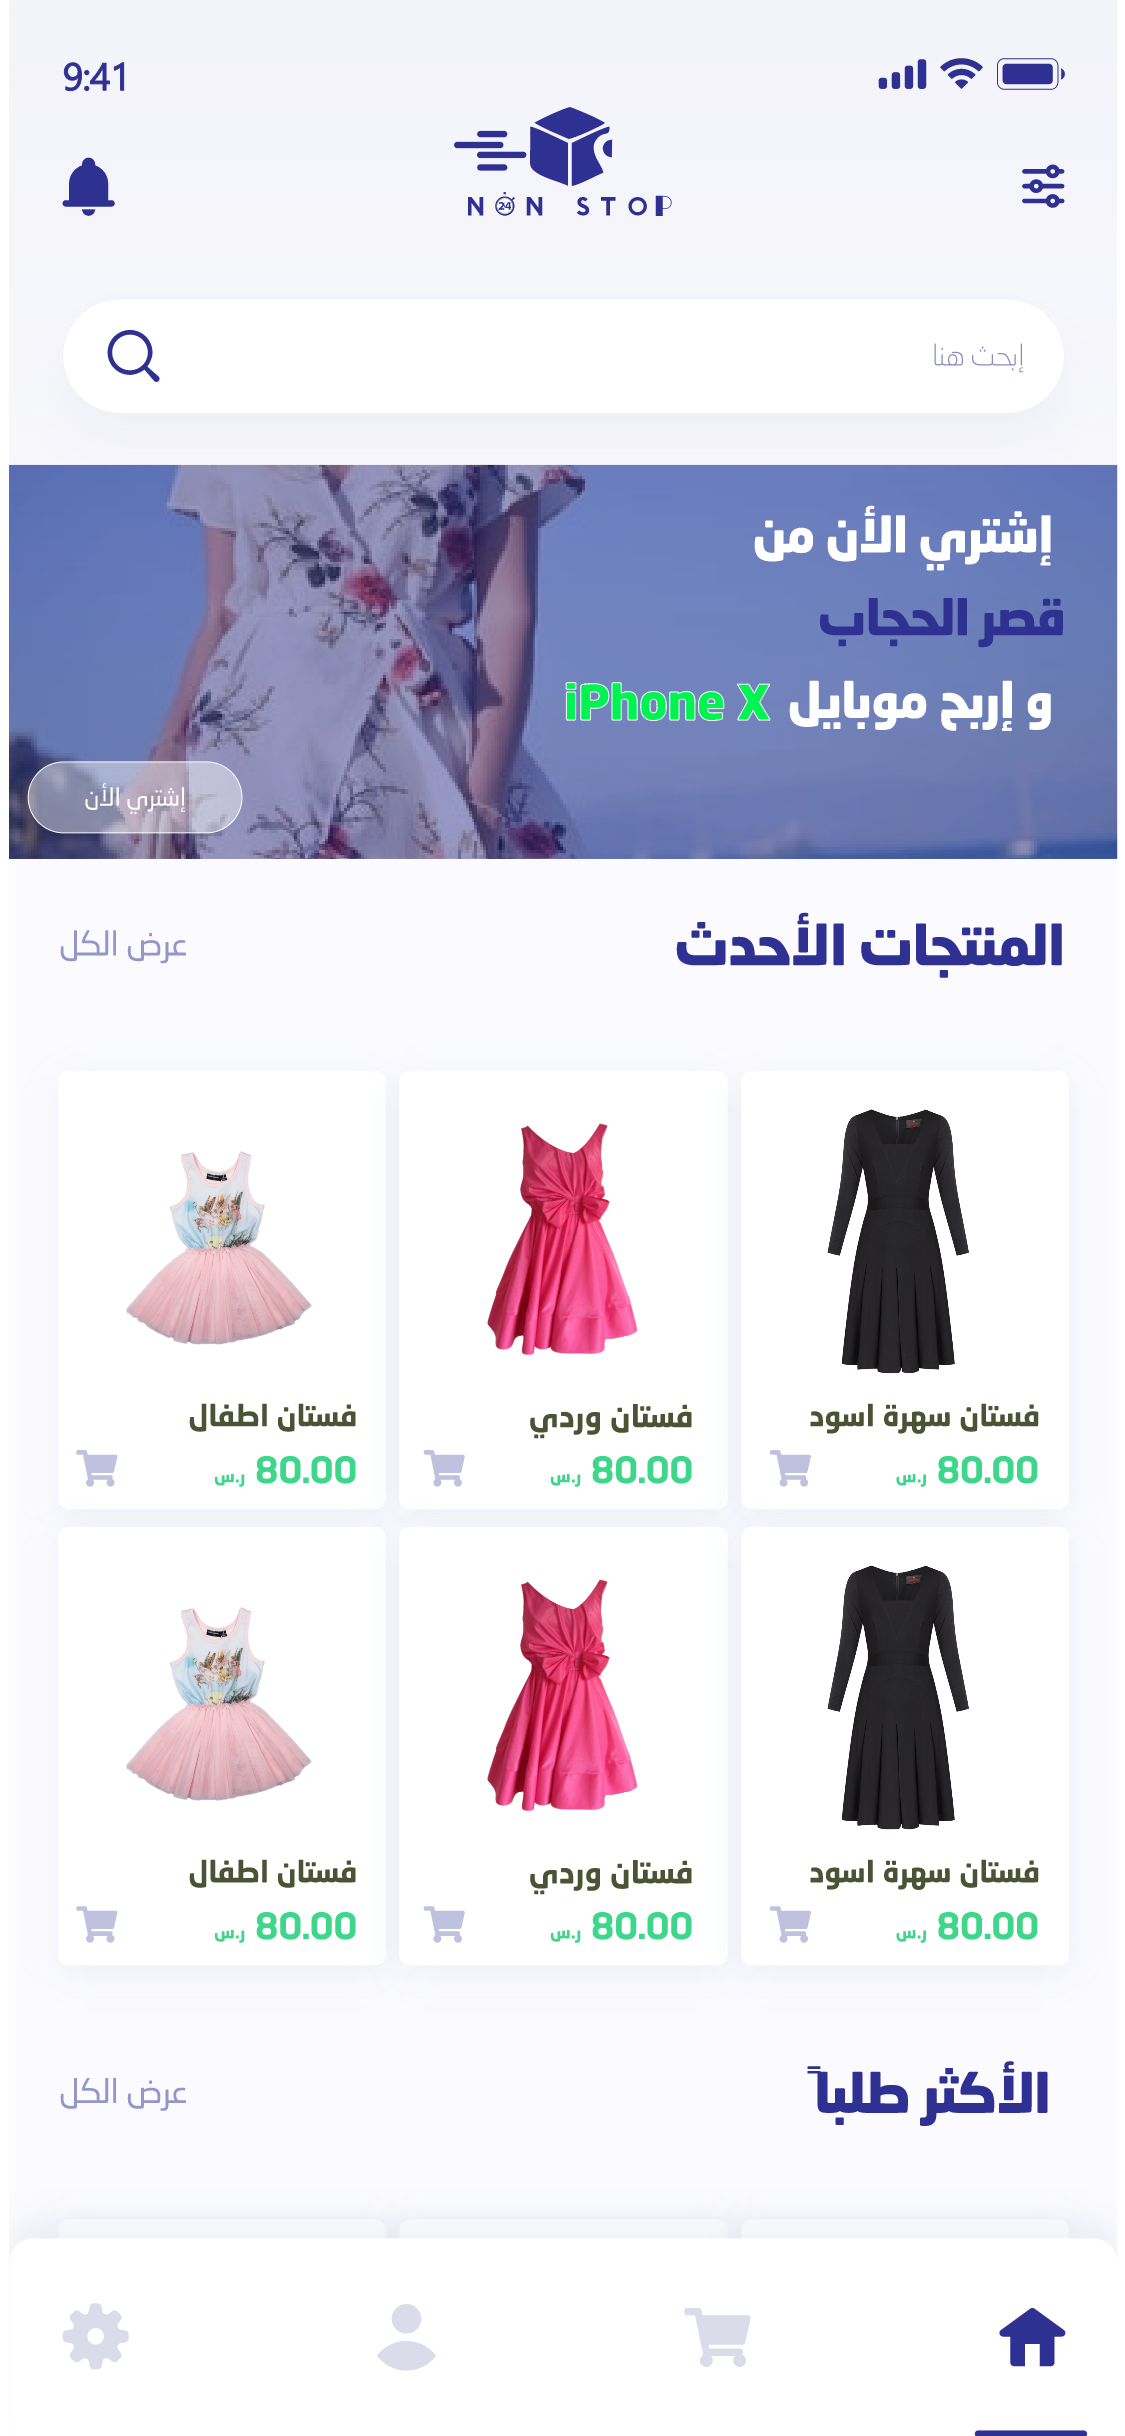 9:41
NON STOP
24
إبحث هنا
إشتري الأن من
قصر الحجاب
و إربح موبايل iPhone X
إشتري الأن
المنتجات الأحدث
عرض الكل
فستان سهرة اسود
80.00 ر.س
فستان وردي
80.00 ر.س
فستان اطفال
80.00 ر.س
فستان سهرة اسود
80.00 ر.س
فستان وردي
80.00 ر.س
فستان اطفال
80.00 ر.س
الأكثر طلباً
عرض الكل